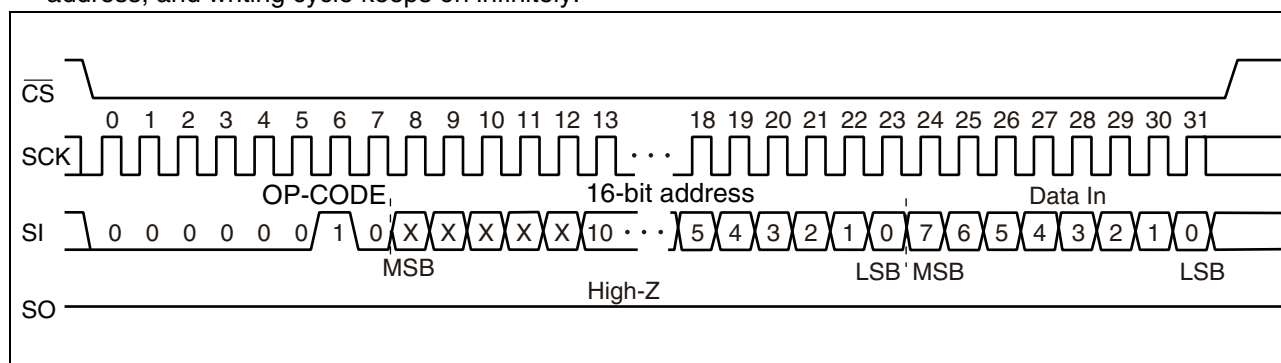 address, and writing cycle keeps on infinitely.
CS
0 1 2 3 4 5 6 7 8 9 10 11 12 13 18 19 20 21 22 23 24 25 26 27 28 29 30 31
SCK ···
OP-CODE 16-bit address Data In
SI 0 0 0 0 0 0 1 0 X X X X X 10 ··· 5 4 3 2 1 0 7 6 5 4 3 2 1 0
MSB LSB MSB LSB
High-Z
SO